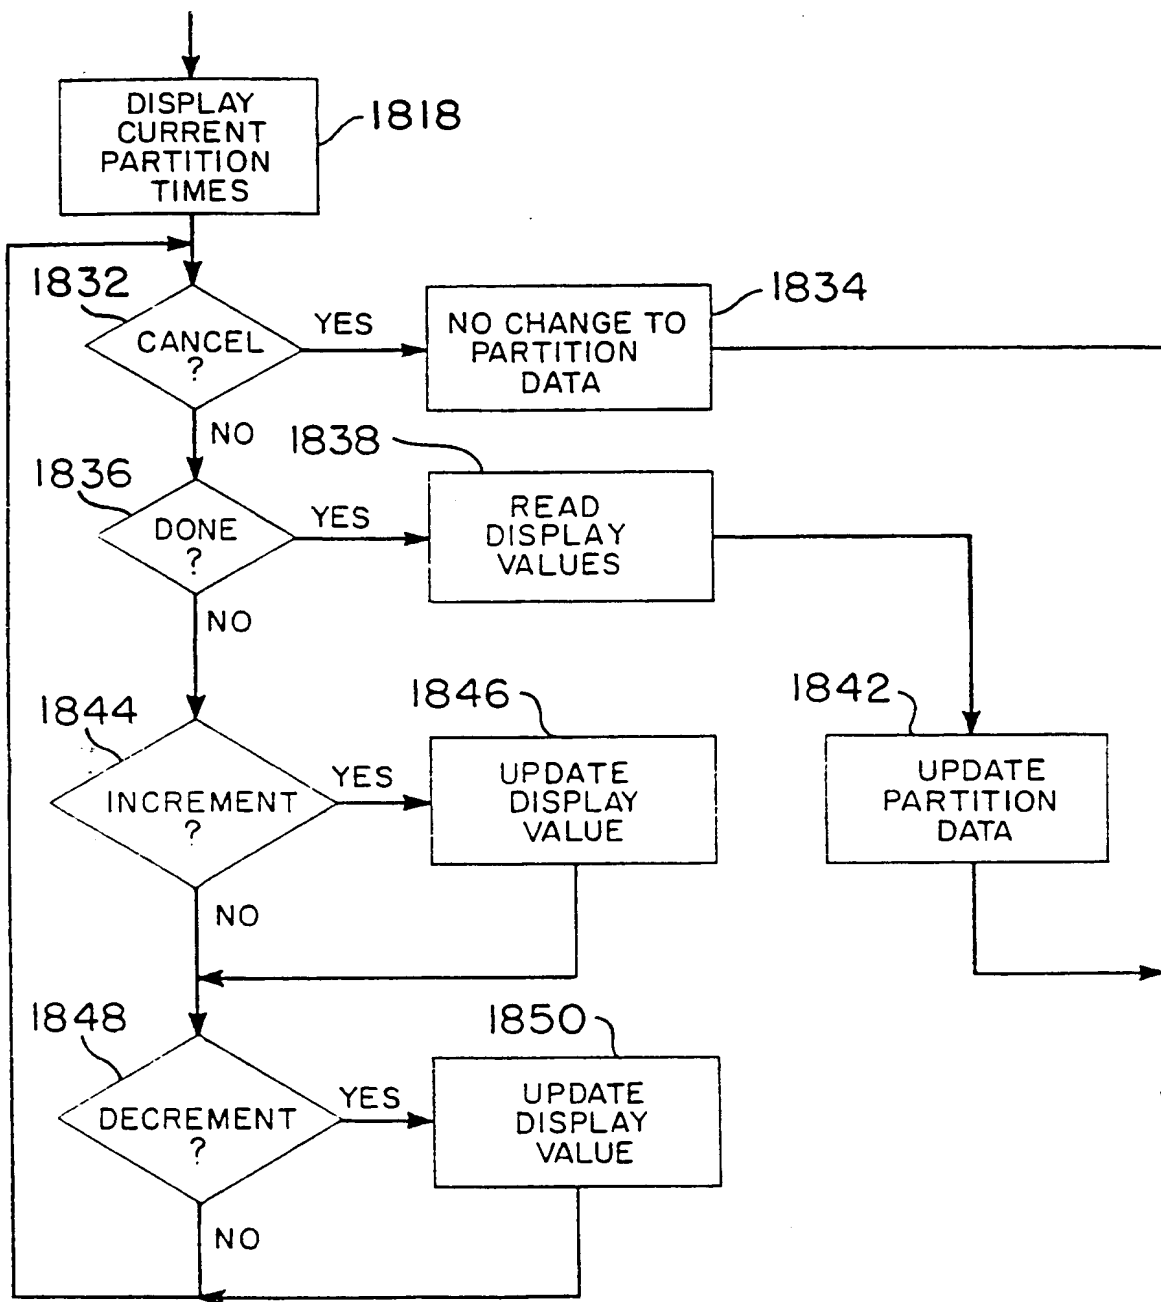 DISPLAY
CURRENT
PARTITION
TIMES
1818
1832
CANCEL
?
YES
NO CHANGE TO
PARTITION
DATA
1834
NO
1836
DONE
?
YES
1838
READ
DISPLAY
VALUES
NO
1842
UPDATE
PARTITION
DATA
1844
INCREMENT
?
YES
1846
UPDATE
DISPLAY
VALUE
NO
1848
DECREMENT
?
YES
1850
UPDATE
DISPLAY
VALUE
NO